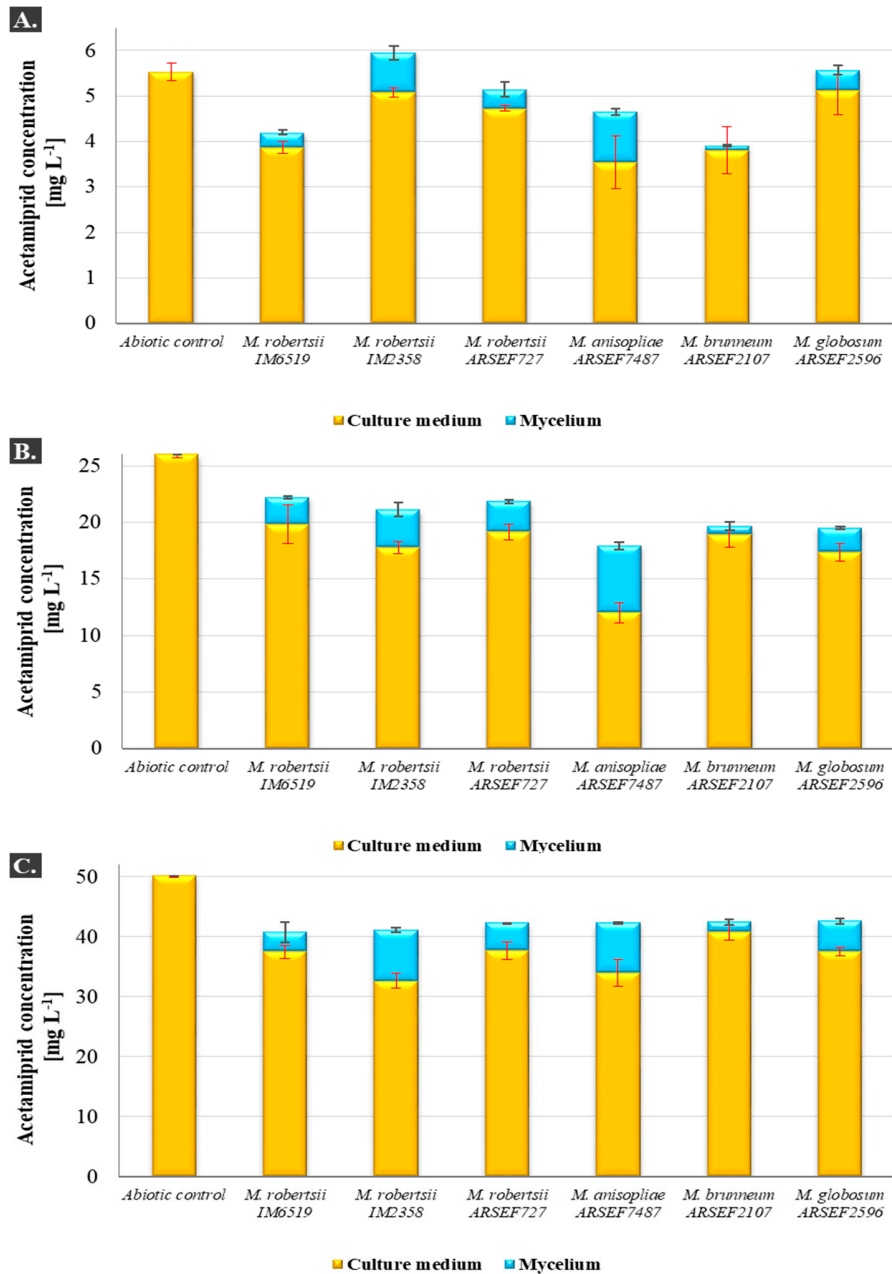 A.
Acetamiprid concentration
[mg L-1]
6
5
4
3
2
1
0
Abiotic control
M. robertsii
IM6519
M. robertsii
IM2358
M. robertsii
ARSEF727
M. anisopliae
ARSEF7487
M. brunneum
ARSEF2107
M. globosum
ARSEF2596
Culture medium
Mycelium
B.
Acetamiprid concentration
[mg L-1]
25
20
15
10
5
0
Abiotic control
M. robertsii
IM6519
M. robertsii
IM2358
M. robertsii
ARSEF727
M. anisopliae
ARSEF7487
M. brunneum
ARSEF2107
M. globosum
ARSEF2596
Culture medium
Mycelium
C.
Acetamiprid concentration
[mg L-1]
50
40
30
20
10
0
Abiotic control
M. robertsii
IM6519
M. robertsii
IM2358
M. robertsii
ARSEF727
M. anisopliae
ARSEF7487
M. brunneum
ARSEF2107
M. globosum
ARSEF2596
Culture medium
Mycelium